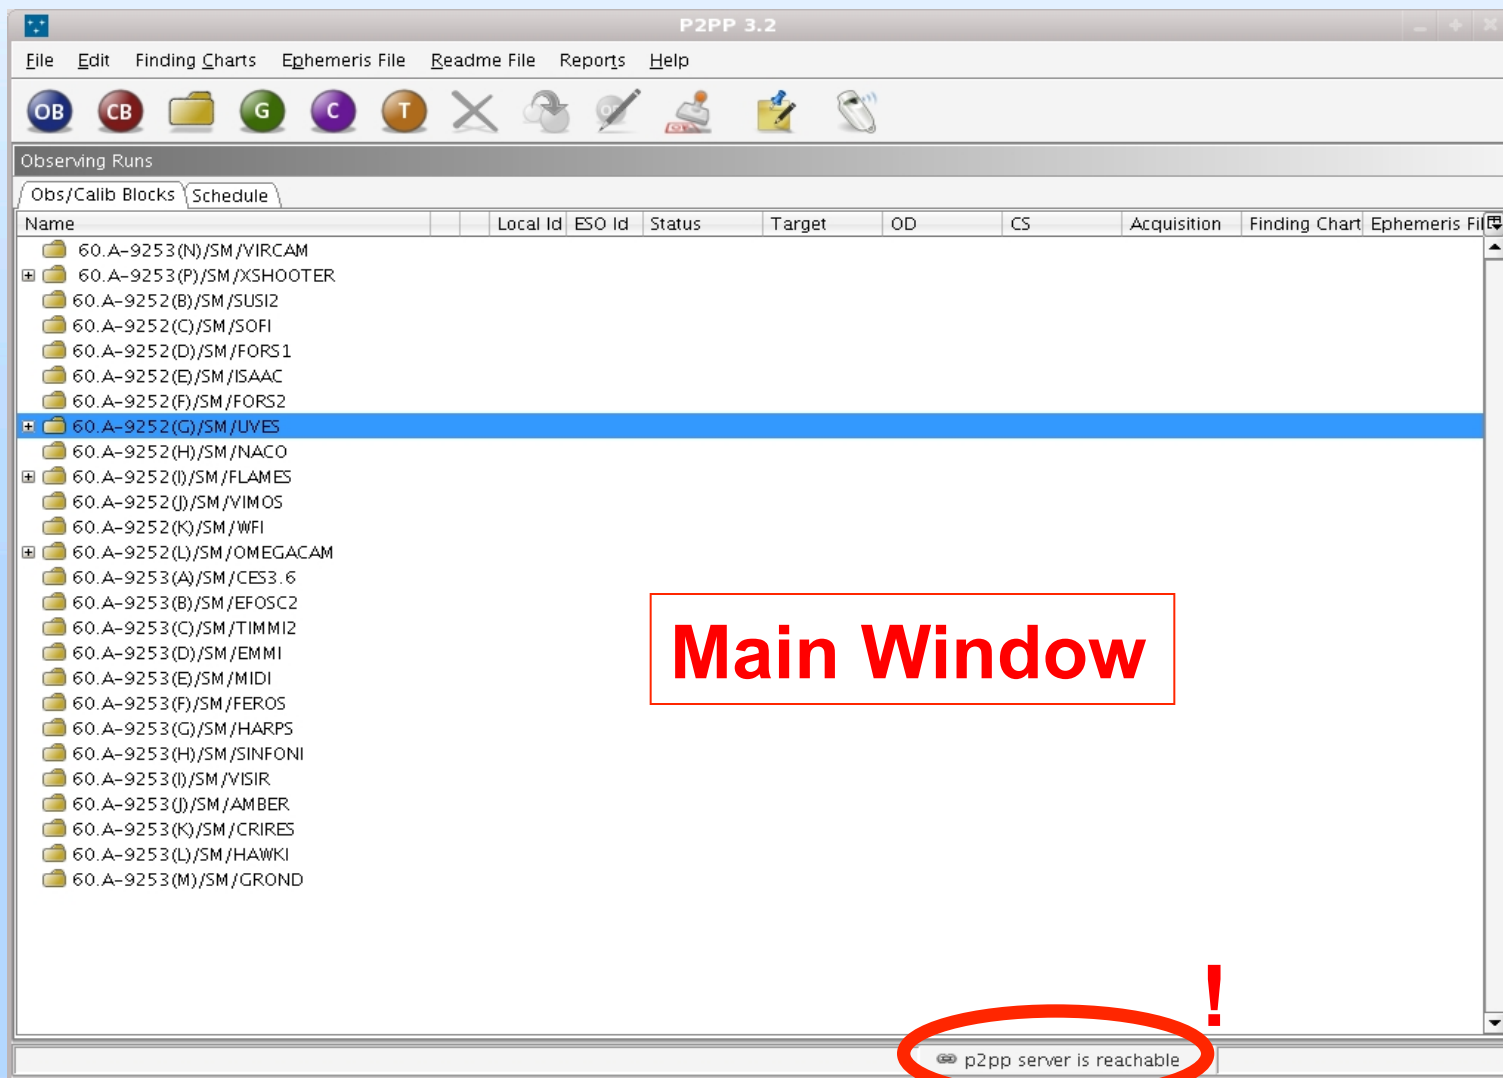 P2PP 3.2
File Edit Finding Charts Ephemeris File Readme File Reports Help
OB CB G C T
Observing Runs
Obs/Calib Blocks Schedule
Name Local Id ESO Id Status Target OD CS Acquisition Finding Chart Ephemeris Fil
60.A-9253(N)/SM/VIRCAM
60.A-9253(P)/SM/XSHOOTER
60.A-9252(B)/SM/SUSI2
60.A-9252(C)/SM/SOFI
60.A-9252(D)/SM/FORS1
60.A-9252(E)/SM/ISAAC
60.A-9252(F)/SM/FORS2
60.A-9252(G)/SM/UVES
60.A-9252(H)/SM/NACO
60.A-9252(I)/SM/FLAMES
60.A-9252(J)/SM/VIMOS
60.A-9252(K)/SM/WFI
60.A-9252(L)/SM/OMEGACAM
60.A-9253(A)/SM/CES3.6
60.A-9253(B)/SM/EFOSC2
60.A-9253(C)/SM/TIMMI2
60.A-9253(D)/SM/EMMI
60.A-9253(E)/SM/MIDI
60.A-9253(F)/SM/FEROS
60.A-9253(G)/SM/HARPS
60.A-9253(H)/SM/SINFONI
60.A-9253(I)/SM/VISIR
60.A-9253(J)/SM/AMBER
60.A-9253(K)/SM/CRIRES
60.A-9253(L)/SM/HAWKI
60.A-9253(M)/SM/GROND
Main Window
!
p2pp server is reachable